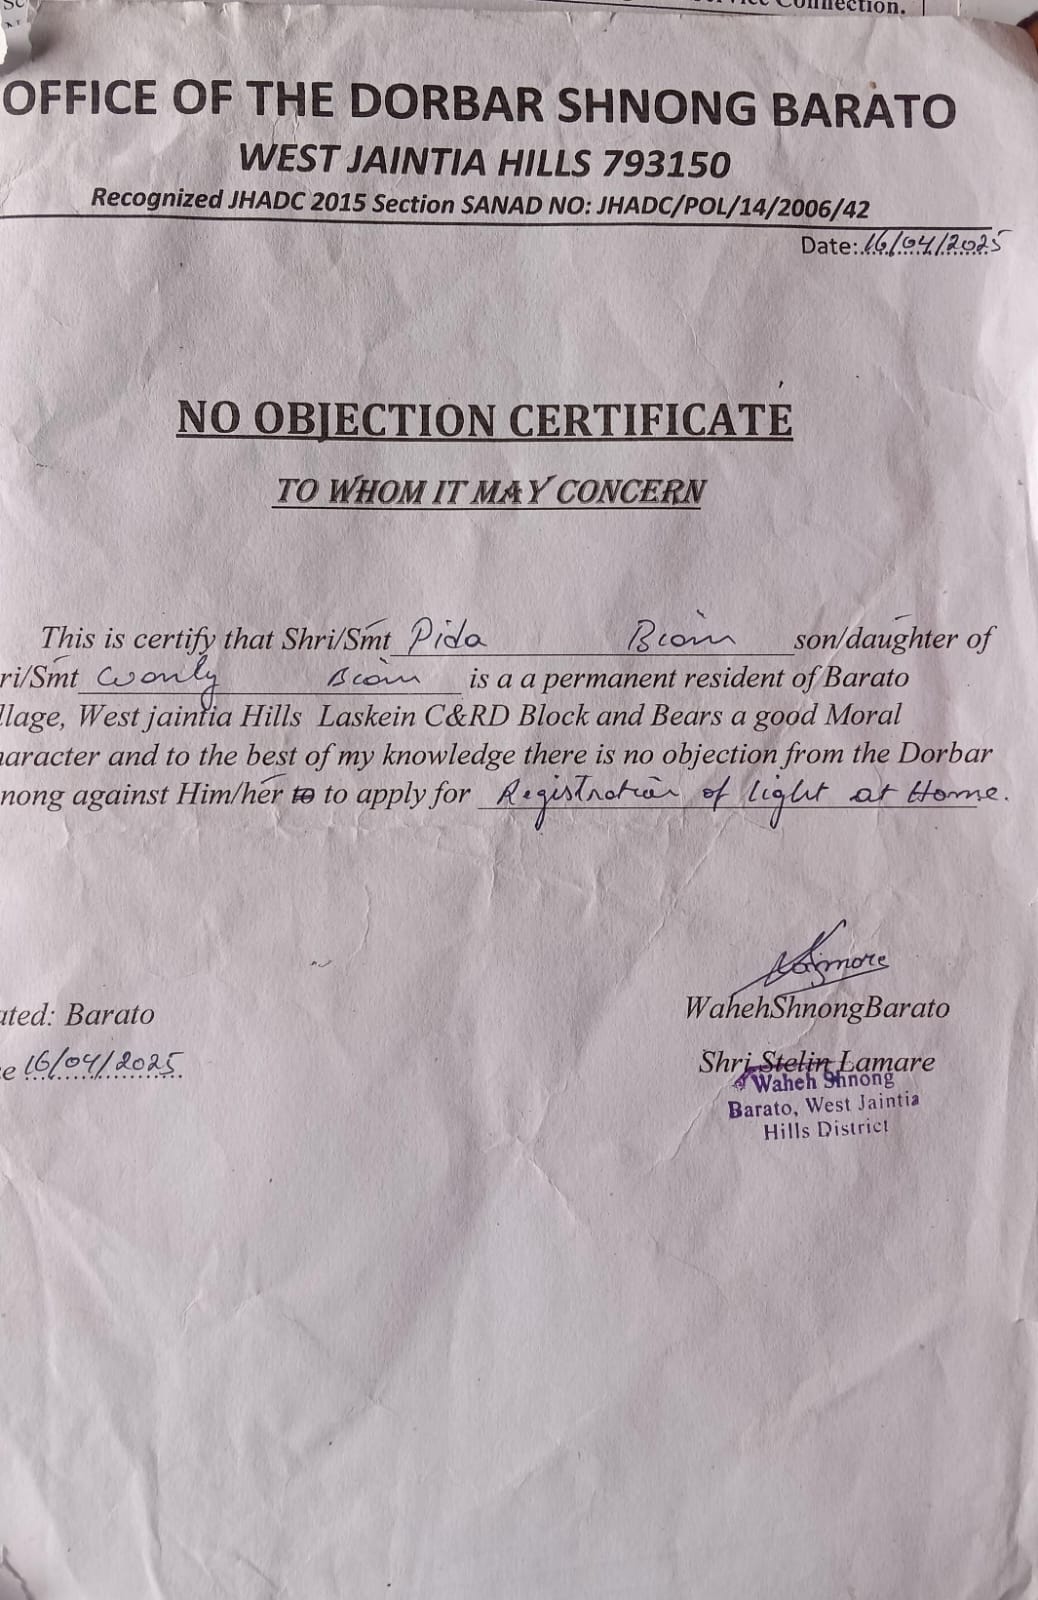 Connection.
OFFICE OF THE DORBAR SHNONG BARATO
WEST JAINTIA HILLS 793150
Recognized JHADC 2015 Section SANAD NO: JHADC/POL/14/2006/42
Date: 16/04/2025
NO OBJECTION CERTIFICATE
TO WHOM IT MAY CONCERN
This is certify that Shri/Smt Pida Biam son/daughter of
ri/Smt Wonly Biam is a a permanent resident of Barato
llage, West jaintia Hills Laskein C&RD Block and Bears a good Moral
aracter and to the best of my knowledge there is no objection from the Dorbar
nong against Him/her to to apply for Registration of light at Home.
Lamare
ated: Barato
WahehShnongBarato
e 16/04/2025
Shri Stelin Lamare
Waheh Shnong
Barato, West Jaintia
Hills District